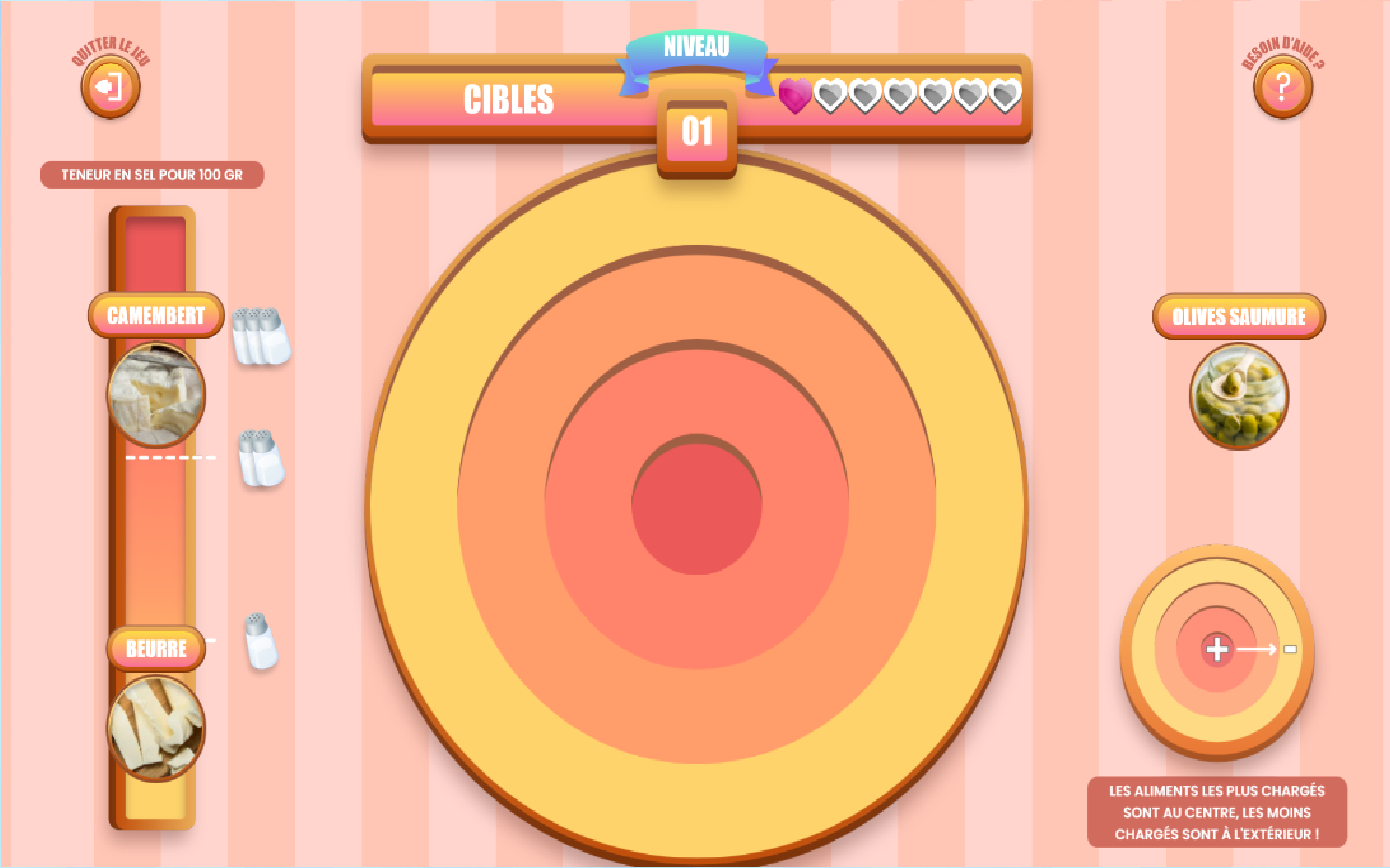 QUITTER LE JEU
NIVEAU
BESOIN D'AIDE ?
CIBLES
01
TENEUR EN SEL POUR 100 GR
CAMEMBERT
OLIVES SAUMURE
BEURRE
LES ALIMENTS LES PLUS CHARGÉS
SONT AU CENTRE, LES MOINS
CHARGÉS SONT À L'EXTÉRIEUR !